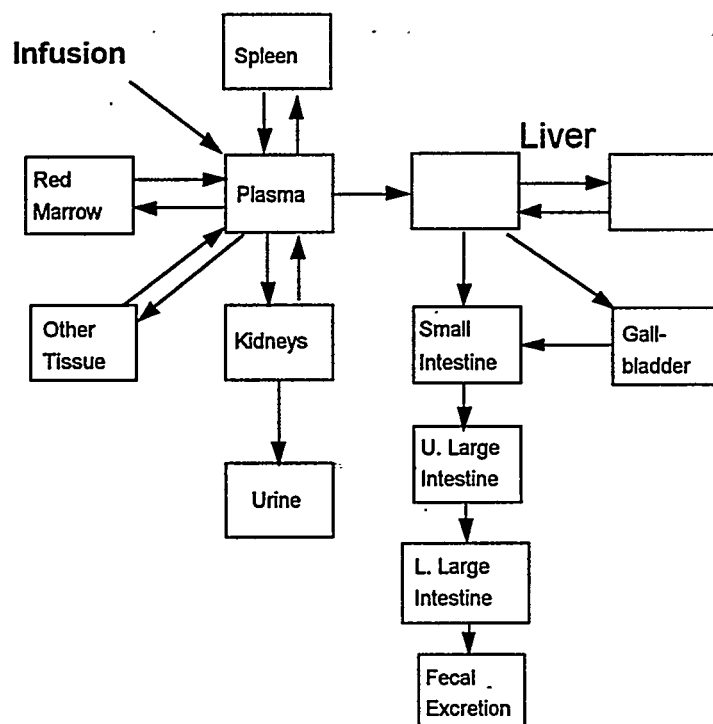 Infusion
Spleen
Liver
Red
Marrow
Plasma
Other
Tissue
Kidneys
Small
Intestine
Gall-
bladder
U. Large
Intestine
Urine
L. Large
Intestine
Fecal
Excretion